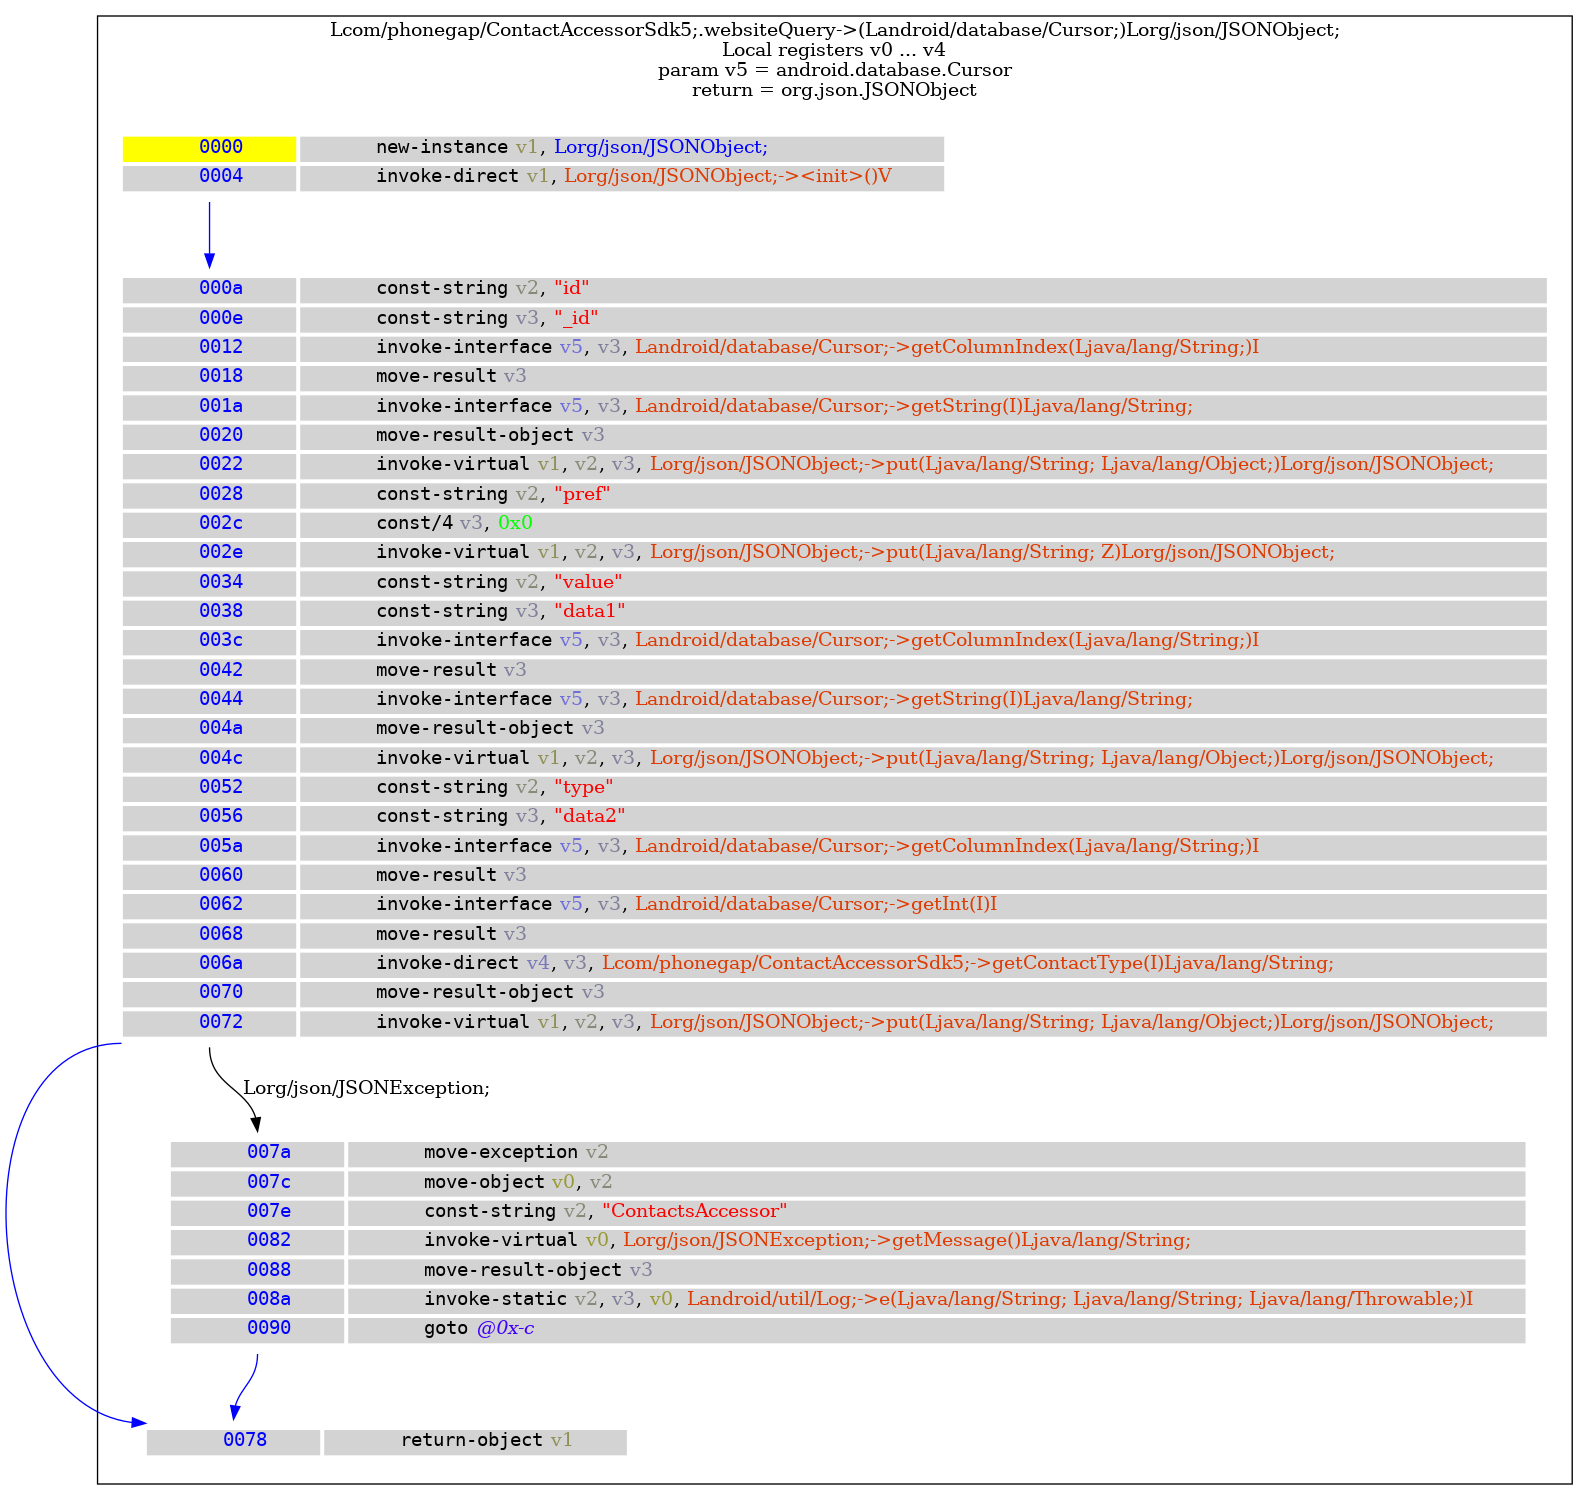 Lcom/phonegap/ContactAccessorSdk5;.websiteQuery->(Landroid/database/Cursor;)Lorg/json/JSONObject;
Local registers v0 ... v4
param v5 = android.database.Cursor
return = org.json.JSONObject
0000 new-instance v1, Lorg/json/JSONObject;
0004 invoke-direct v1, Lorg/json/JSONObject;-><init>()V
000a const-string v2, "id"
000e const-string v3, "_id"
0012 invoke-interface v5, v3, Landroid/database/Cursor;->getColumnIndex(Ljava/lang/String;)I
0018 move-result v3
001a invoke-interface v5, v3, Landroid/database/Cursor;->getString(I)Ljava/lang/String;
0020 move-result-object v3
0022 invoke-virtual v1, v2, v3, Lorg/json/JSONObject;->put(Ljava/lang/String; Ljava/lang/Object;)Lorg/json/JSONObject;
0028 const-string v2, "pref"
002c const/4 v3, 0x0
002e invoke-virtual v1, v2, v3, Lorg/json/JSONObject;->put(Ljava/lang/String; Z)Lorg/json/JSONObject;
0034 const-string v2, "value"
0038 const-string v3, "data1"
003c invoke-interface v5, v3, Landroid/database/Cursor;->getColumnIndex(Ljava/lang/String;)I
0042 move-result v3
0044 invoke-interface v5, v3, Landroid/database/Cursor;->getString(I)Ljava/lang/String;
004a move-result-object v3
004c invoke-virtual v1, v2, v3, Lorg/json/JSONObject;->put(Ljava/lang/String; Ljava/lang/Object;)Lorg/json/JSONObject;
0052 const-string v2, "type"
0056 const-string v3, "data2"
005a invoke-interface v5, v3, Landroid/database/Cursor;->getColumnIndex(Ljava/lang/String;)I
0060 move-result v3
0062 invoke-interface v5, v3, Landroid/database/Cursor;->getInt(I)I
0068 move-result v3
006a invoke-direct v4, v3, Lcom/phonegap/ContactAccessorSdk5;->getContactType(I)Ljava/lang/String;
0070 move-result-object v3
0072 invoke-virtual v1, v2, v3, Lorg/json/JSONObject;->put(Ljava/lang/String; Ljava/lang/Object;)Lorg/json/JSONObject;
Lorg/json/JSONException;
007a move-exception v2
007c move-object v0, v2
007e const-string v2, "ContactsAccessor"
0082 invoke-virtual v0, Lorg/json/JSONException;->getMessage()Ljava/lang/String;
0088 move-result-object v3
008a invoke-static v2, v3, v0, Landroid/util/Log;->e(Ljava/lang/String; Ljava/lang/String; Ljava/lang/Throwable;)I
0090 goto @0x-c
0078 return-object v1